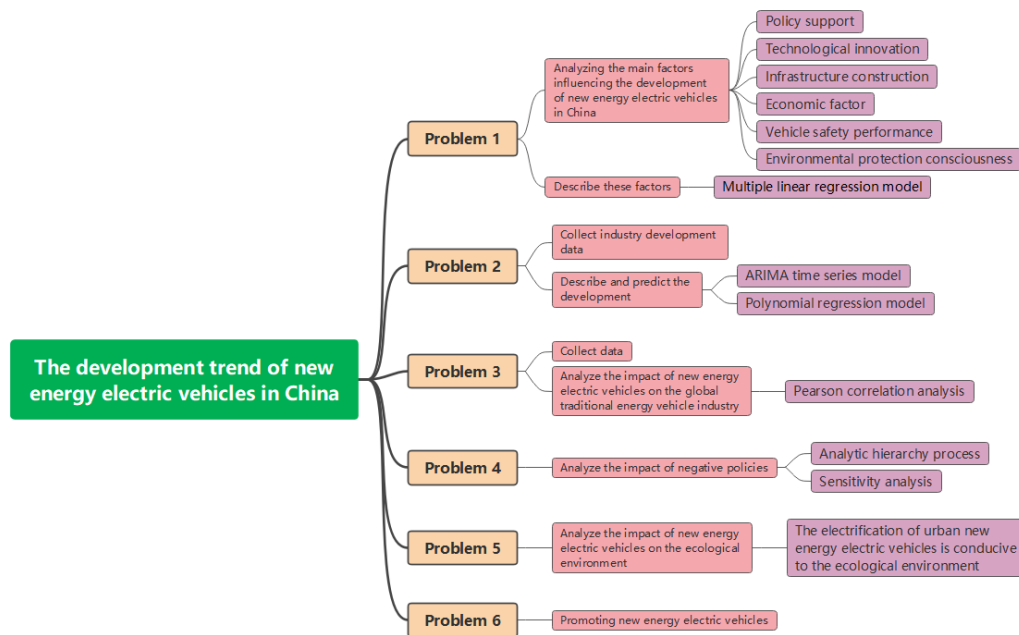 The development trend of new
energy electric vehicles in China
Problem 1
Analyzing the main factors
influencing the development
of new energy electric vehicles
in China
Policy support
Technological innovation
Infrastructure construction
Economic factor
Vehicle safety performance
Environmental protection consciousness
Describe these factors
Multiple linear regression model
Problem 2
Collect industry development
data
Describe and predict the
development
ARIMA time series model
Polynomial regression model
Problem 3
Collect data
Analyze the impact of new energy
electric vehicles on the global
traditional energy vehicle industry
Pearson correlation analysis
Problem 4
Analyze the impact of negative policies
Analytic hierarchy process
Sensitivity analysis
Problem 5
Analyze the impact of new energy
electric vehicles on the ecological
environment
The electrification of urban new
energy electric vehicles is conducive
to the ecological environment
Problem 6
Promoting new energy electric vehicles